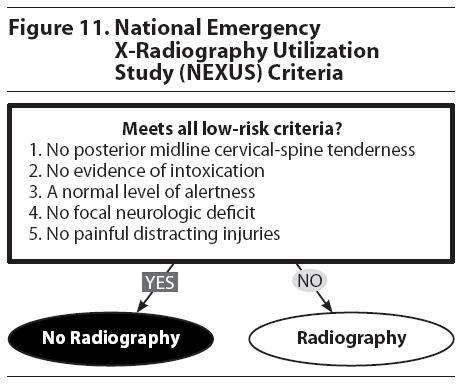 Figure 11. National Emergency
X-Radiography Utilization
Study (NEXUS) Criteria
Meets all low-risk criteria?
1. No posterior midline cervical-spine tenderness
2. No evidence of intoxication
3. A normal level of alertness
4. No focal neurologic deficit
5. No painful distracting injuries
YES
NO
No Radiography
Radiography